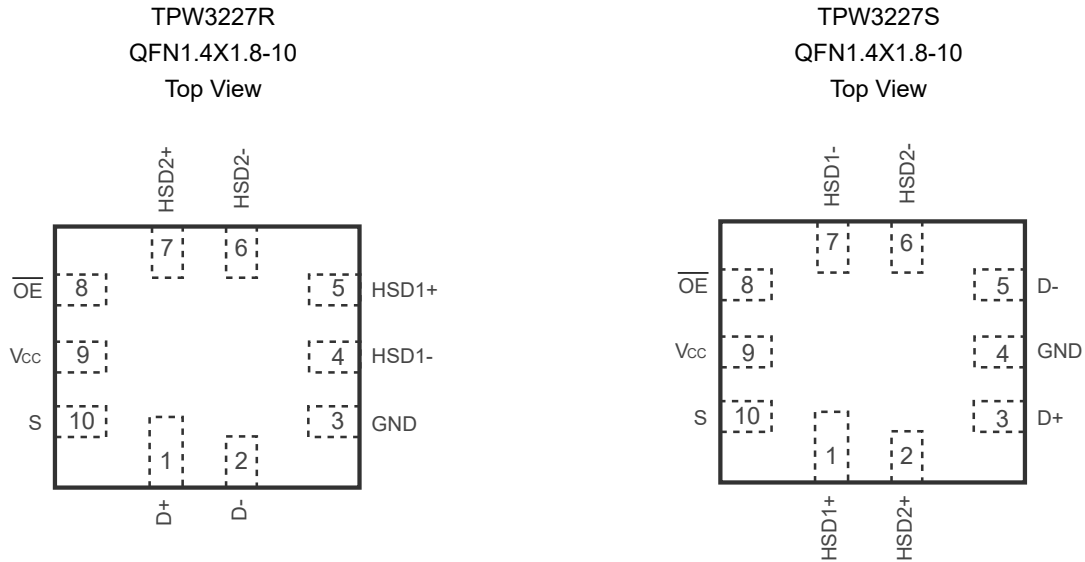 TPW3227R
QFN1.4X1.8-10
Top View
HSD2+
HSD2-
7
6
OE
8
5
HSD1+
Vcc
9
4
HSD1-
S
10
3
GND
1
2
D+
D-
TPW3227S
QFN1.4X1.8-10
Top View
HSD1-
HSD2-
7
6
OE
8
5
D-
Vcc
9
4
GND
S
10
3
D+
1
2
HSD1+
HSD2+